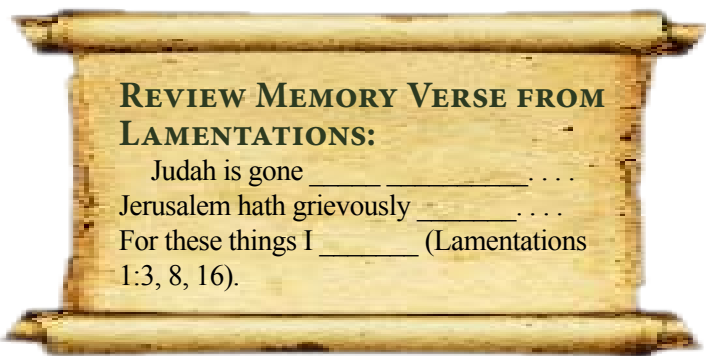 Review Memory Verse from
Lamentations:
Judah is gone _____ __________. . . .
Jerusalem hath grievously _______. . . .
For these things I _______ (Lamentations
1:3, 8, 16).